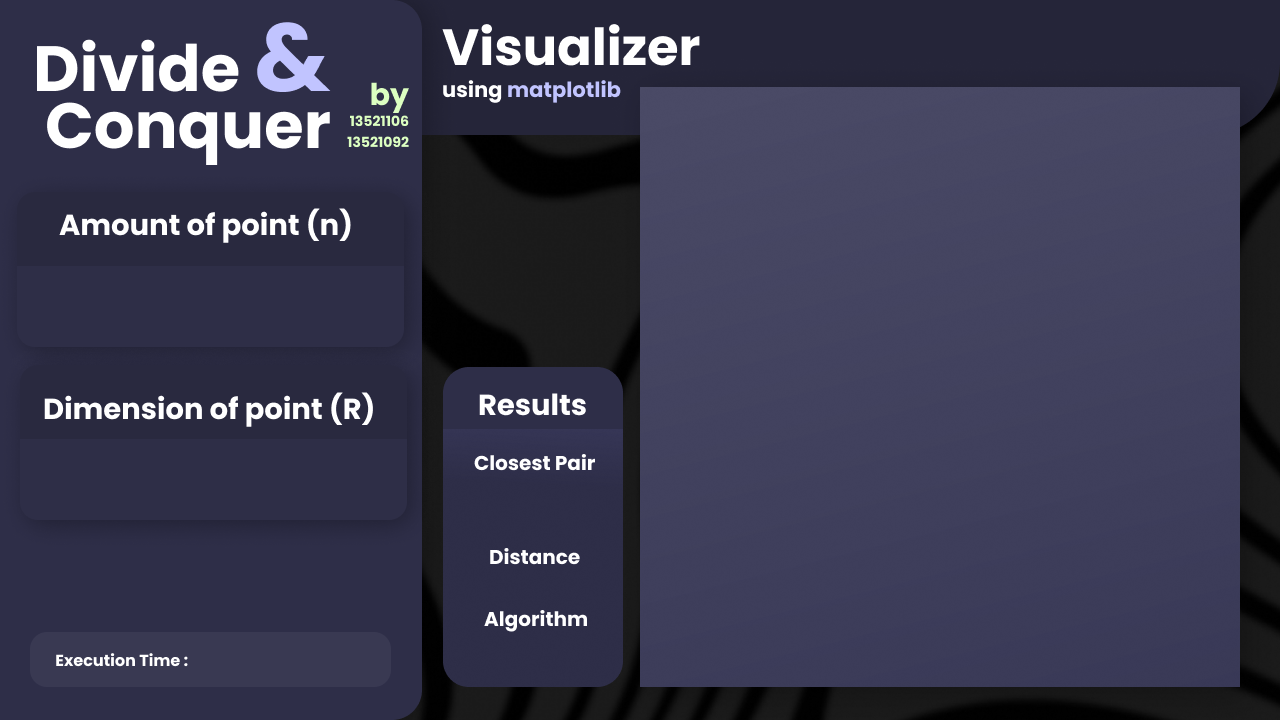 Divide &
Conquer
by
13521106
13521092
Amount of point (n)
Dimension of point (R)
Execution Time :
Visualizer
using matplotlib
Results
Closest Pair
Distance
Algorithm